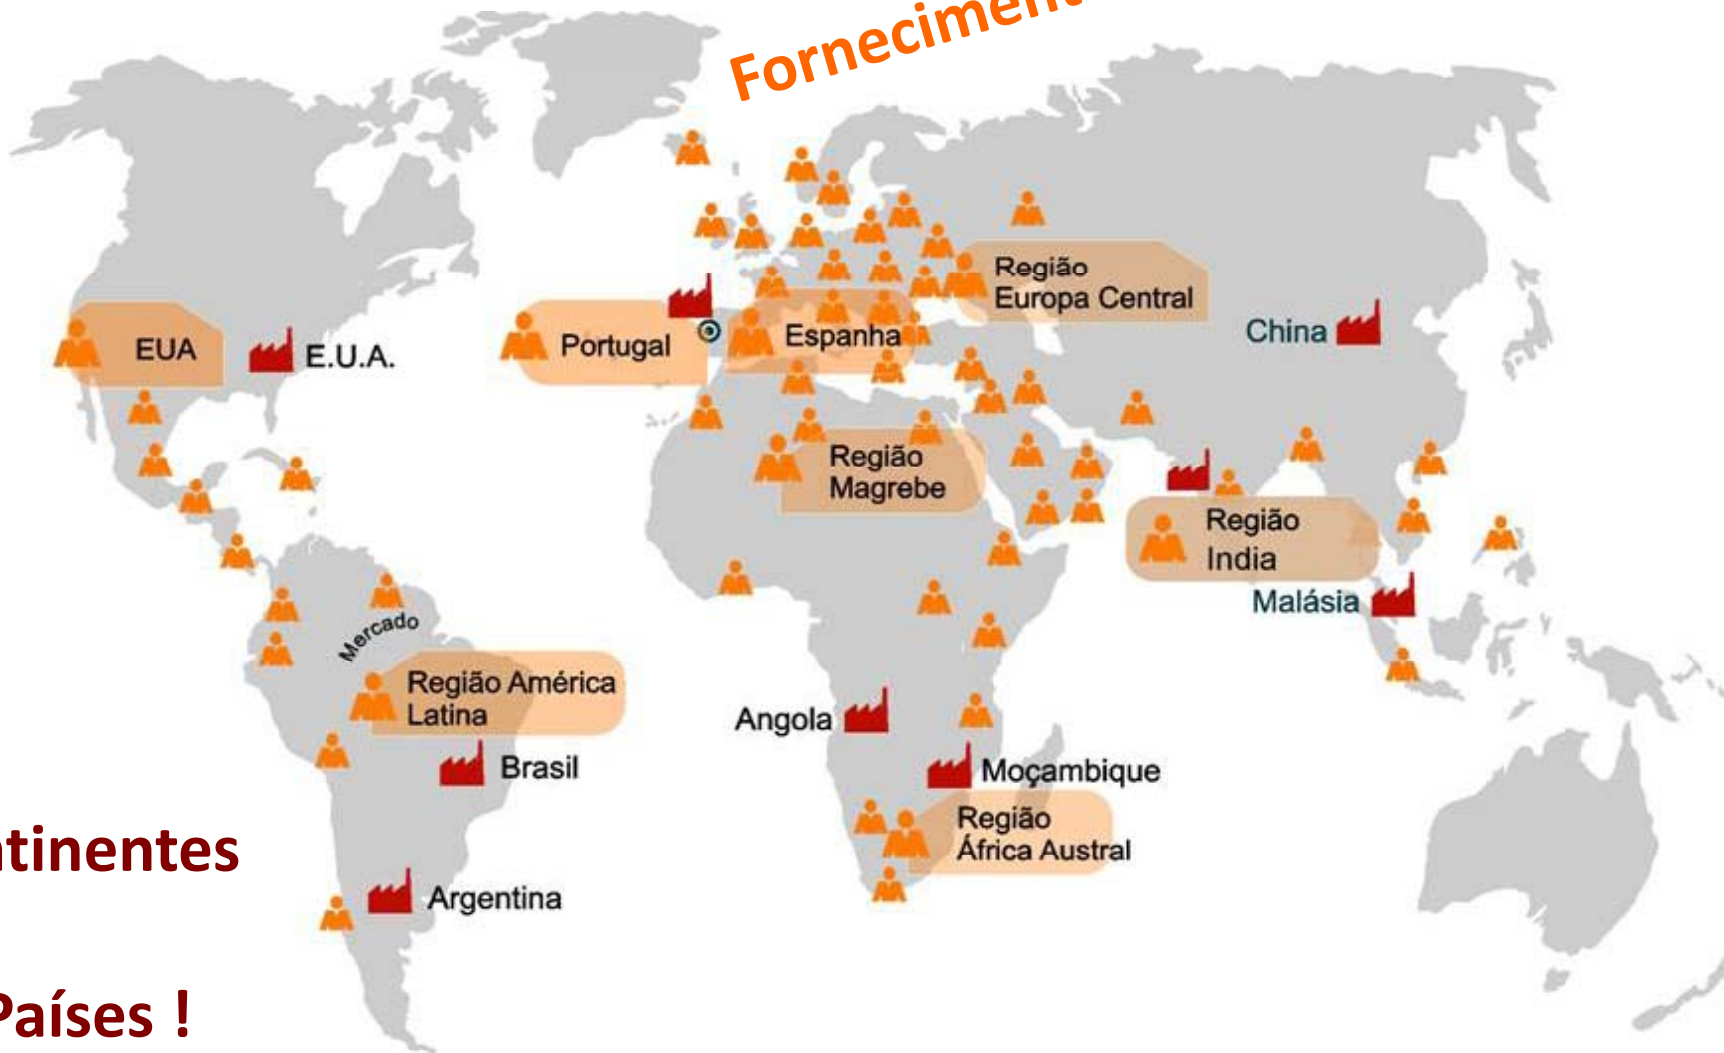 Fornecimen
Região
Europa Central
China
EUA
E.U.A.
Portugal
Espanha
Região
Magrebe
Região
India
Malásia
Mercado
Região América
Latina
Angola
Brasil
Moçambique
Região
África Austral
ntinentes
Argentina
Países !